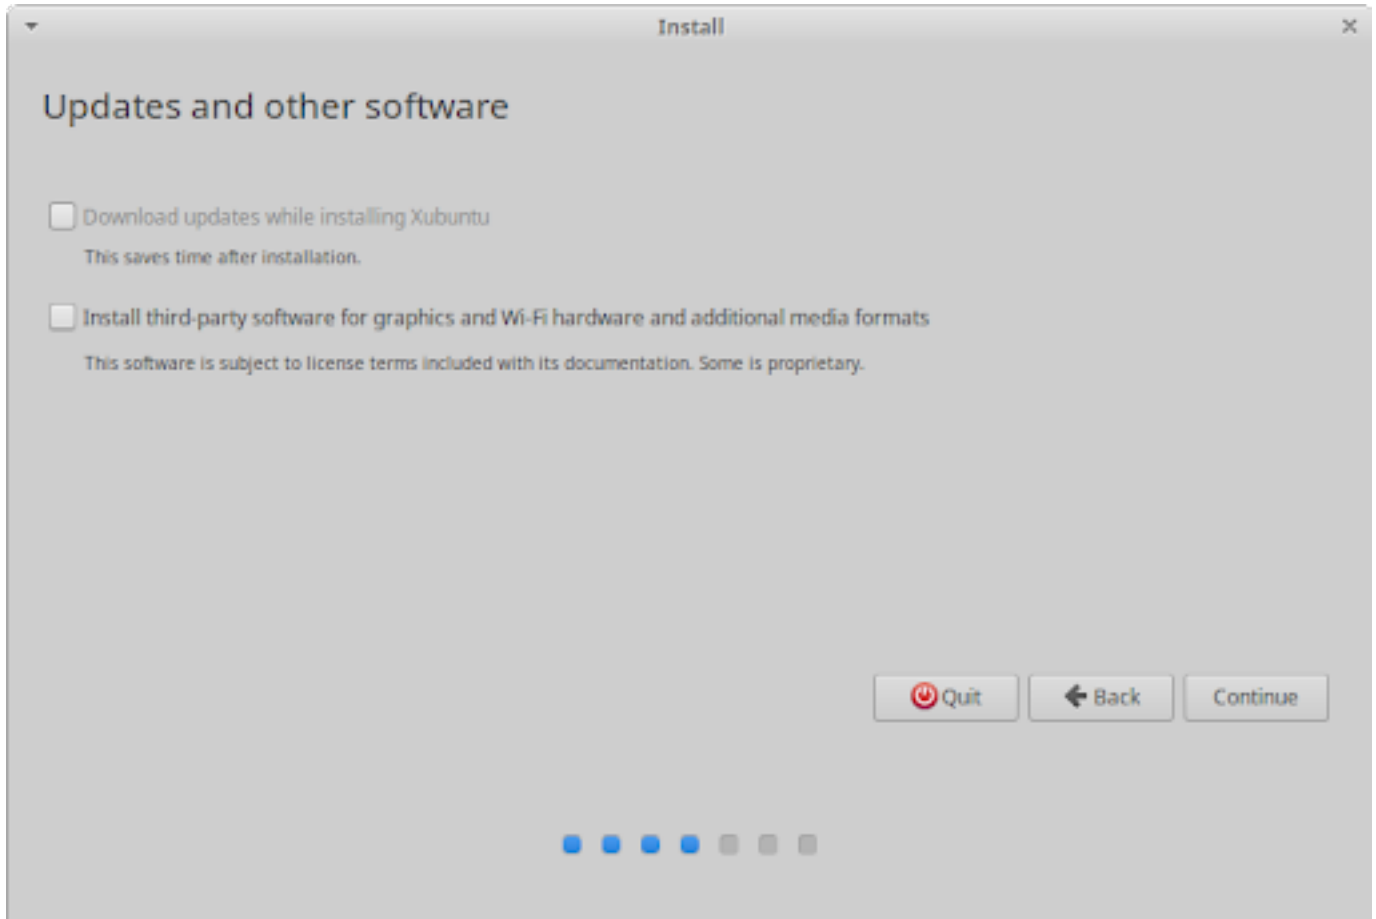 Install
Updates and other software
Download updates while installing Xubuntu
This saves time after installation.
Install third-party software for graphics and Wi-Fi hardware and additional media formats
This software is subject to license terms included with its documentation. Some is proprietary.
Quit Back Continue